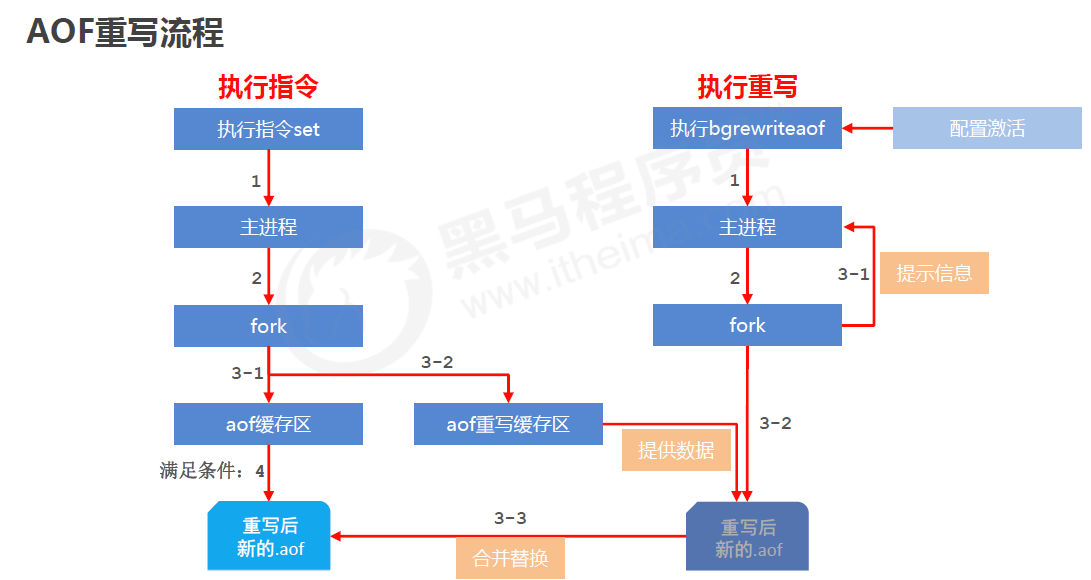 AOF重写流程
执行指令
执行重写
执行指令set
执行bgrewriteaof
配置激活
1
1
主进程
主进程
2
2
3-1
提示信息
fork
fork
3-1
3-2
aof缓存区
aof重写缓存区
3-2
提供数据
满足条件：4
重写后
新的.aof
3-3
合并替换
重写后
新的.aof
黑马程序员
www.itheima.com